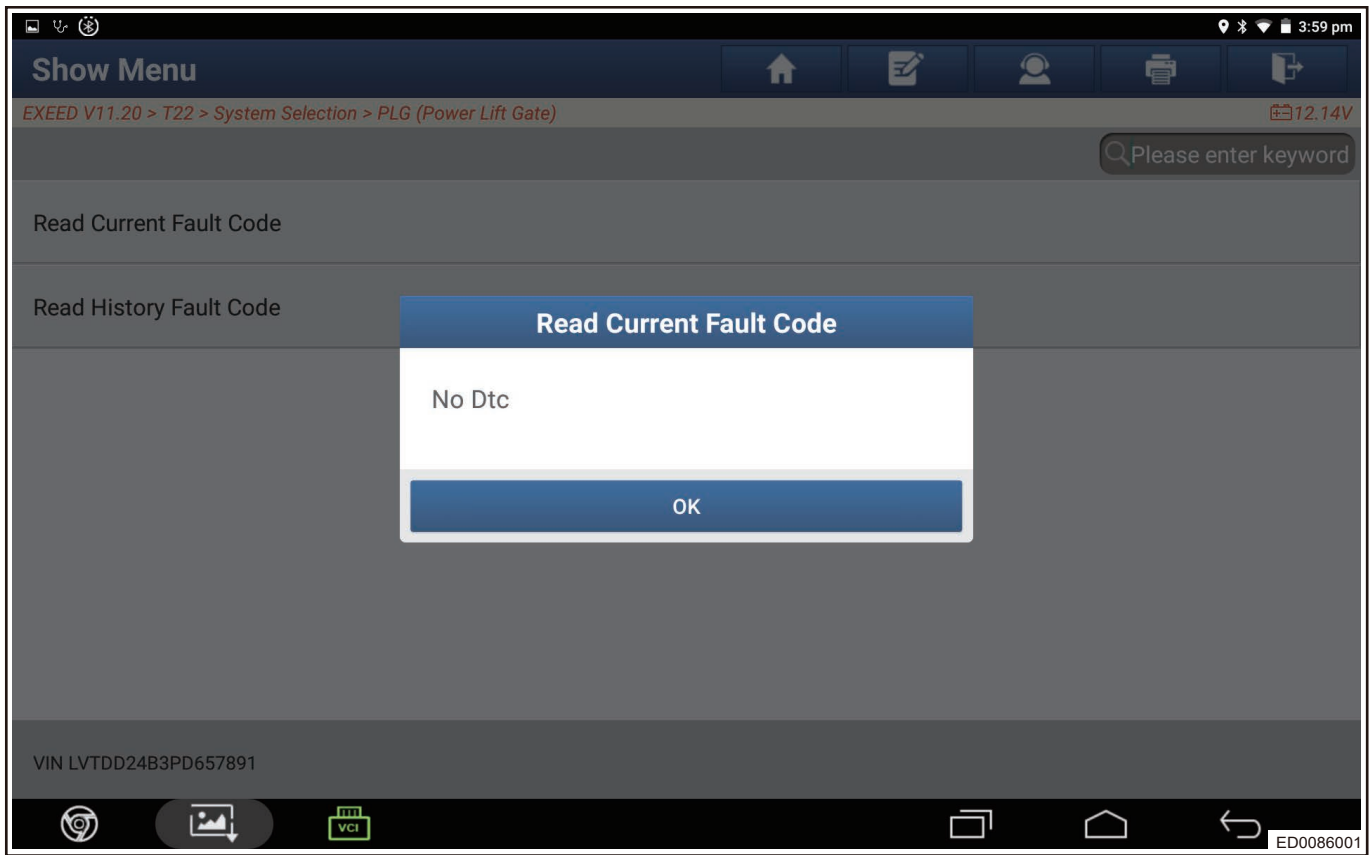 3:59 pm
Show Menu
EXEED V11.20 > T22 > System Selection > PLG (Power Lift Gate)
12.14V
Please enter keyword
Read Current Fault Code
Read History Fault Code
Read Current Fault Code
No Dtc
OK
VIN LVTDD24B3PD657891
VCI
ED0086001